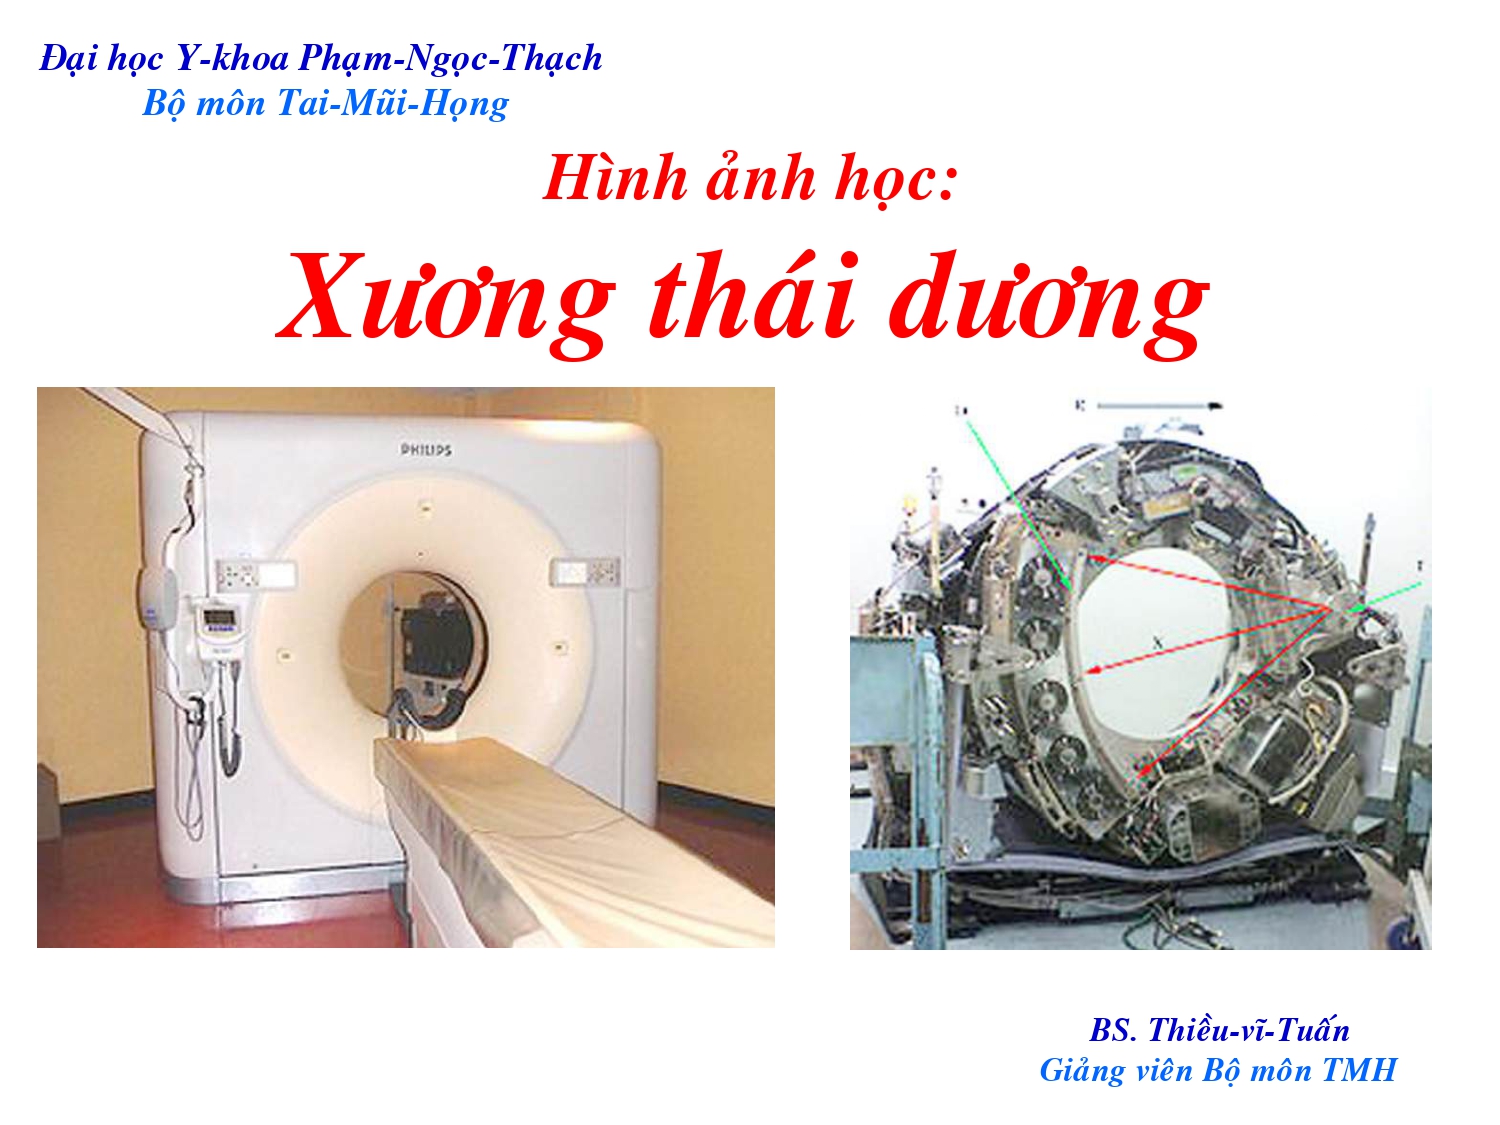 Đại học Y-khoa Phạm-Ngọc-Thạch
Bộ môn Tai-Mũi-Họng
Hình ảnh học:
Xương thái dương
PHILIPS
R
T
X
BS. Thiều-vĩ-Tuấn
Giảng viên Bộ môn TMH